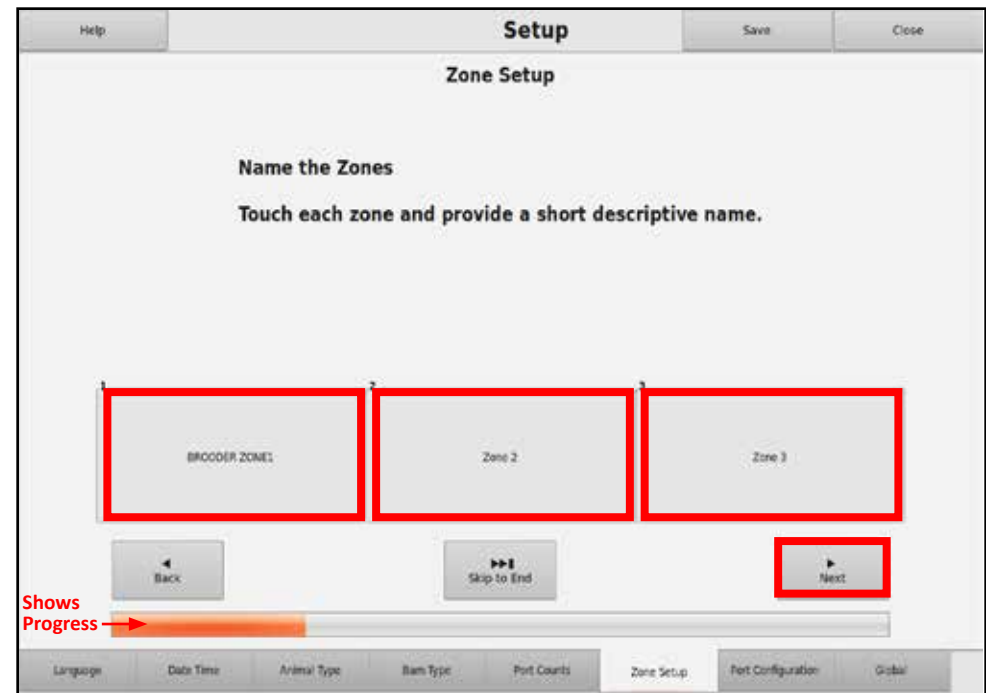 Help Setup Save Close
Zone Setup
Name the Zones
Touch each zone and provide a short descriptive name.
1 2 3
BROODER ZONE1 Zone 2 Zone 3
Back Skip to End Next
Shows
Progress
Language Date Time Animal Type Barn Type Port Counts Zone Setup Port Configuration Global